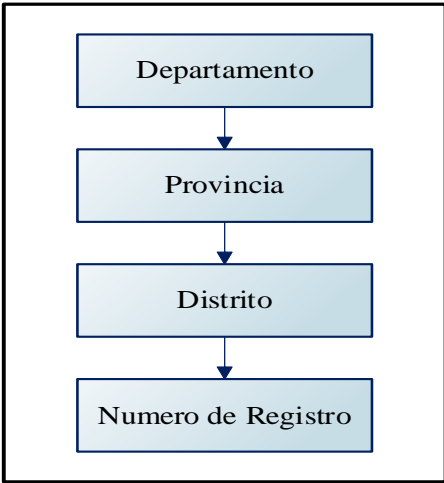 Departamento
Provincia
Distrito
Numero de Registro